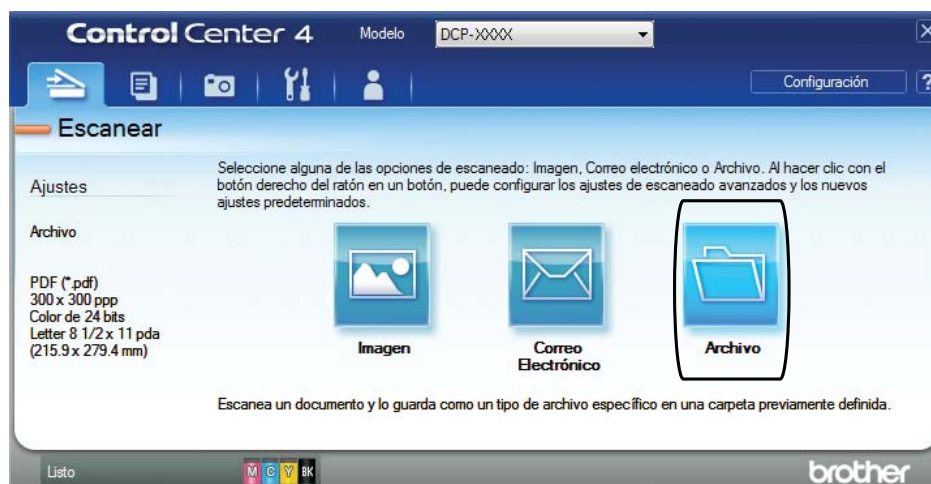 Control Center 4
Modelo
DCP-XXXX
Configuración
?
Escanear
Ajustes
Archivo
PDF (*.pdf)
300 x 300 ppp
Color de 24 bits
Letter 8 1/2 x 11 pda
(215.9 x 279.4 mm)
Seleccione alguna de las opciones de escaneado: Imagen, Correo electrónico o Archivo. Al hacer clic con el
botón derecho del ratón en un botón, puede configurar los ajustes de escaneado avanzados y los nuevos
ajustes predeterminados.
Imagen
Correo
Electrónico
Archivo
Escanea un documento y lo guarda como un tipo de archivo específico en una carpeta previamente definida.
Listo
M C Y BK
brother